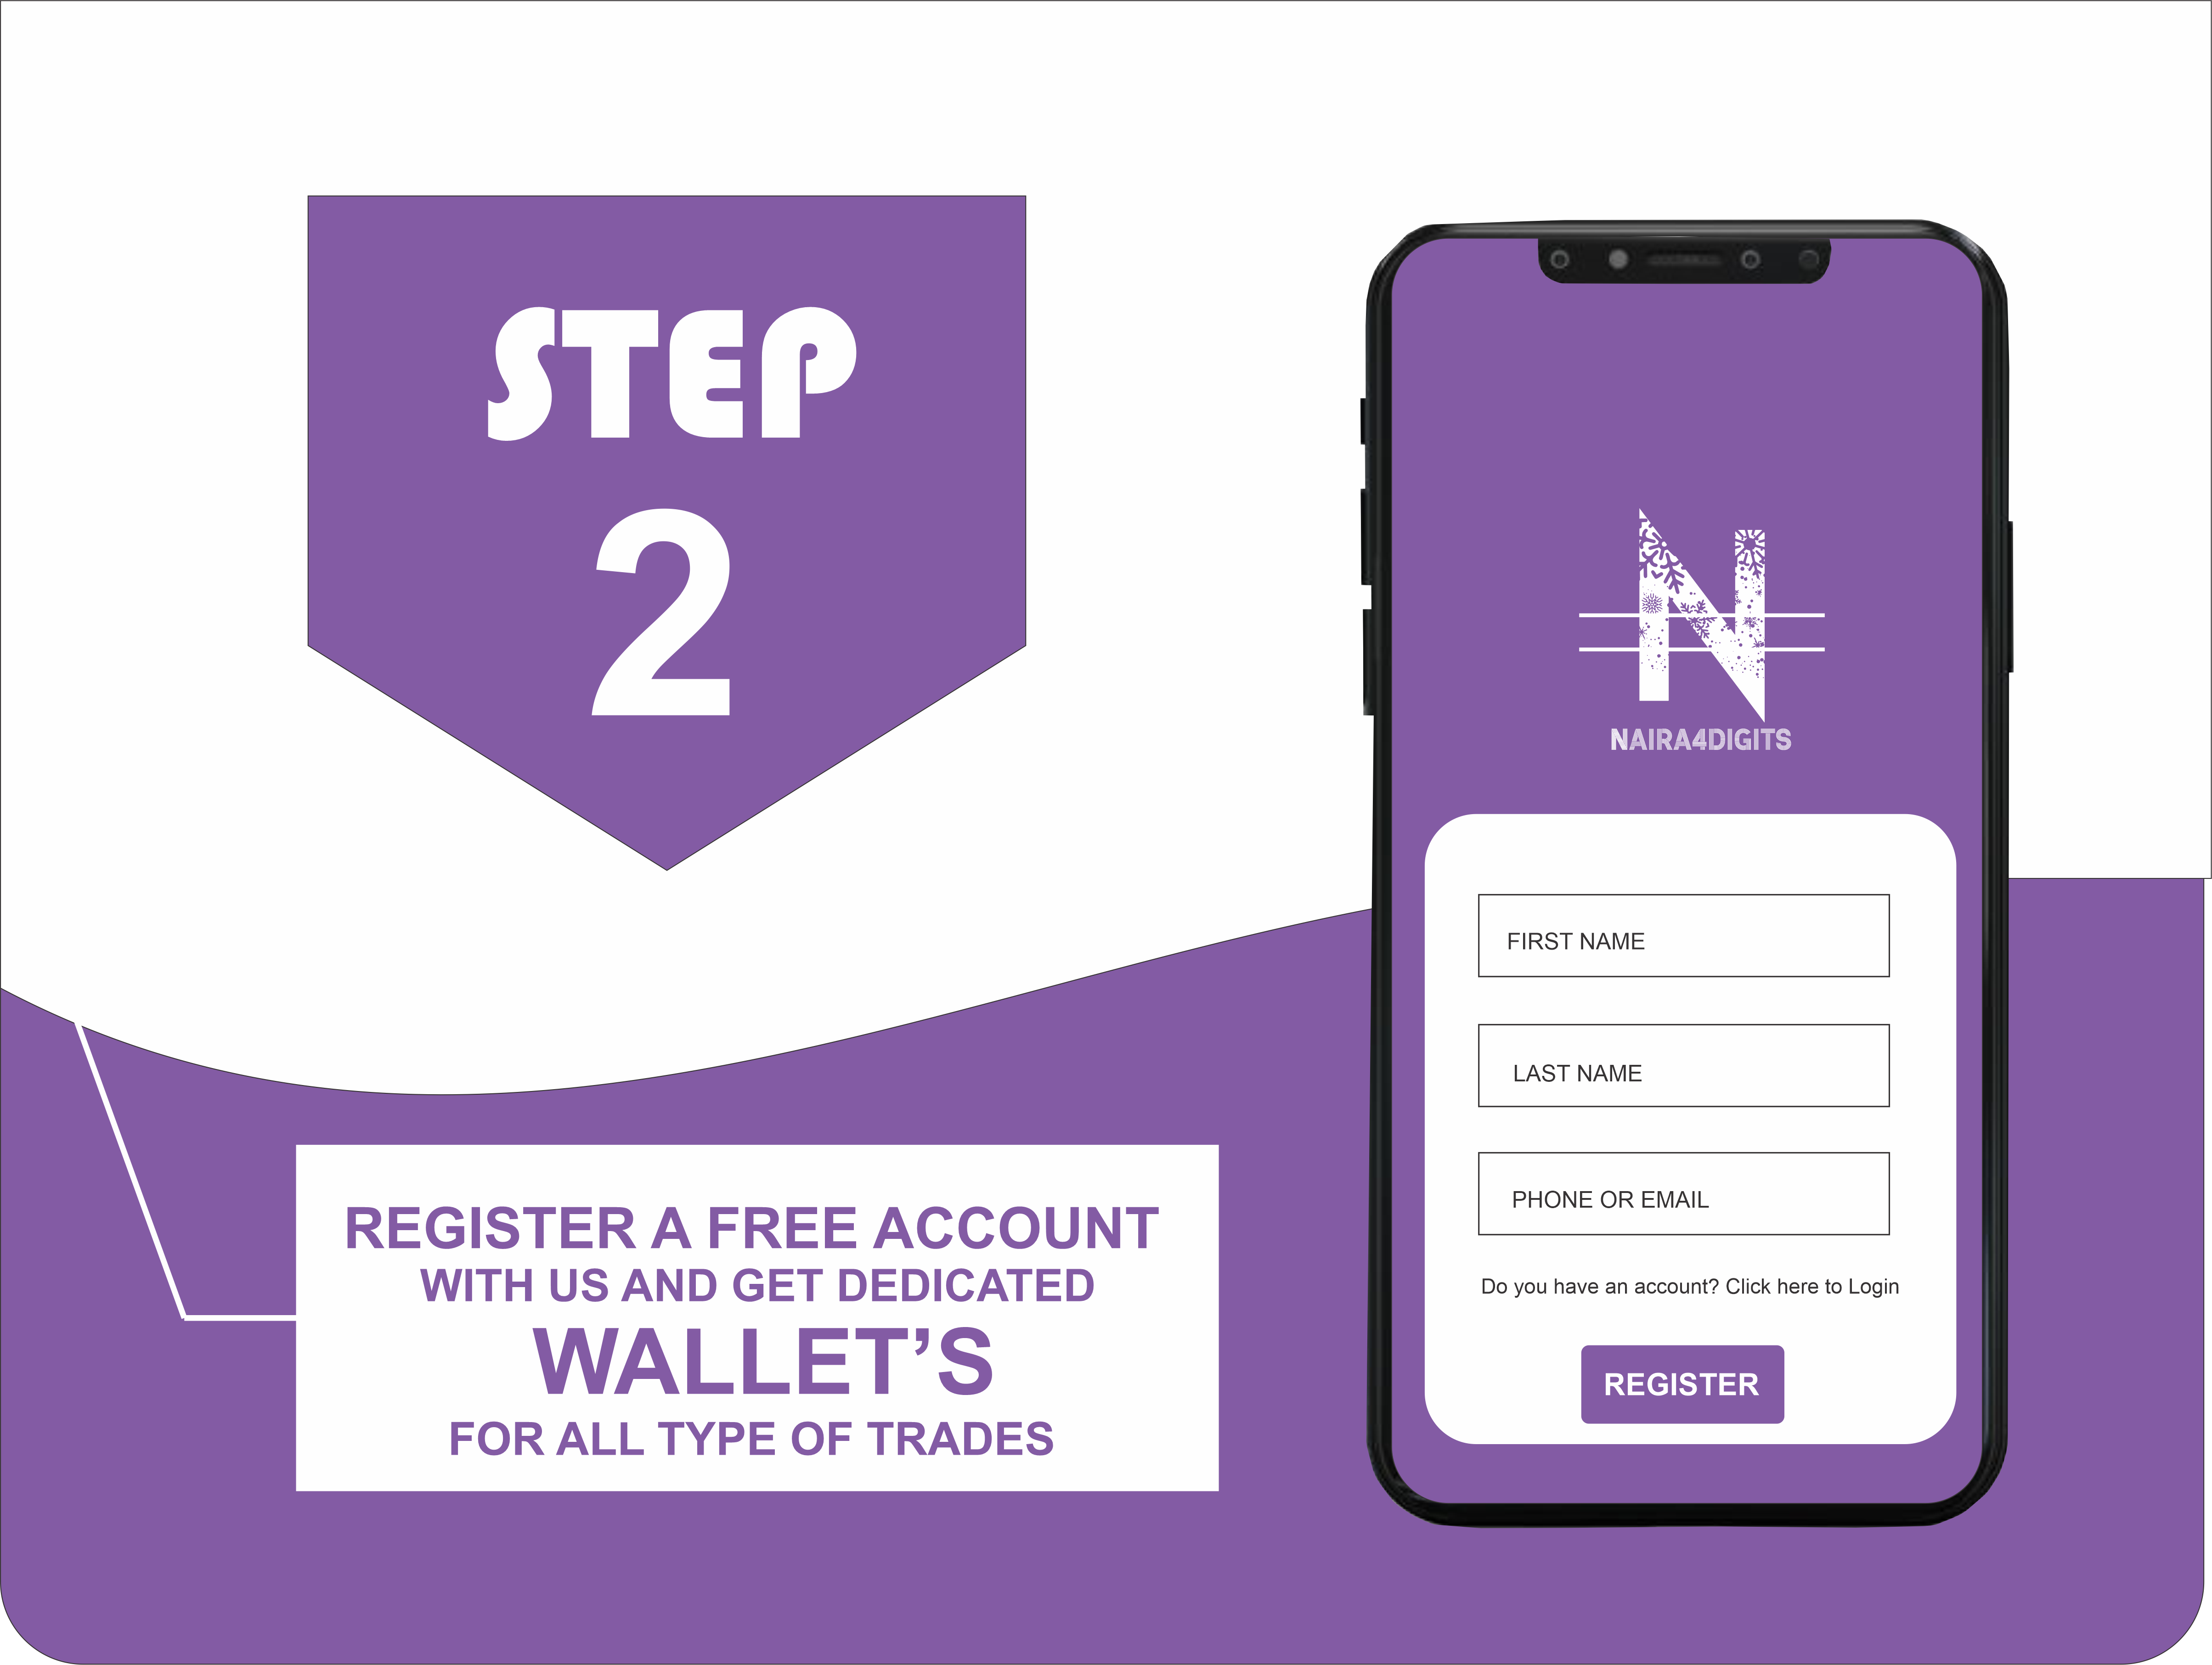 STEP
2
REGISTER A FREE ACCOUNT
WITH US AND GET DEDICATED
WALLET’S
FOR ALL TYPE OF TRADES
NAIRA4DIGITS
FIRST NAME
LAST NAME
PHONE OR EMAIL
Do you have an account? Click here to Login
REGISTER